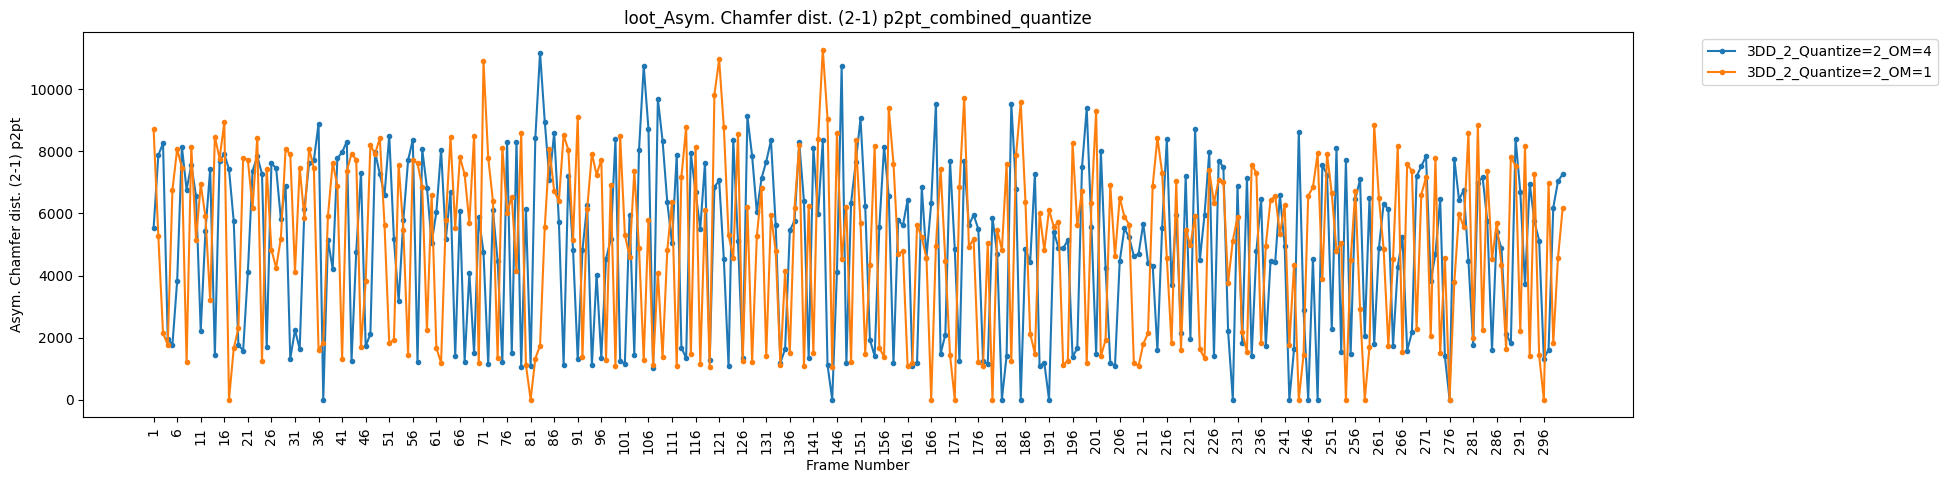 loot_Asym. Chamfer dist. (2-1) p2pt_combined_quantize
3DD_2_Quantize=2_OM=4
3DD_2_Quantize=2_OM=1
Asym. Chamfer dist. (2-1) p2pt
10000
8000
6000
4000
2000
0
1 6 11 16 21 26 31 36 41 46 51 56 61 66 71 76 81 86 91 96 101 106 111 116 121 126 131 136 141 146 151 156 161 166 171 176 181 186 191 196 201 206 211 216 221 226 231 236 241 246 251 256 261 266 271 276 281 286 291 296
Frame Number